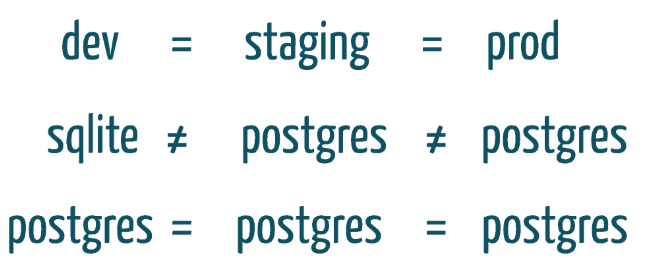 dev = staging = prod
sqlite ≠ postgres ≠ postgres
postgres = postgres = postgres